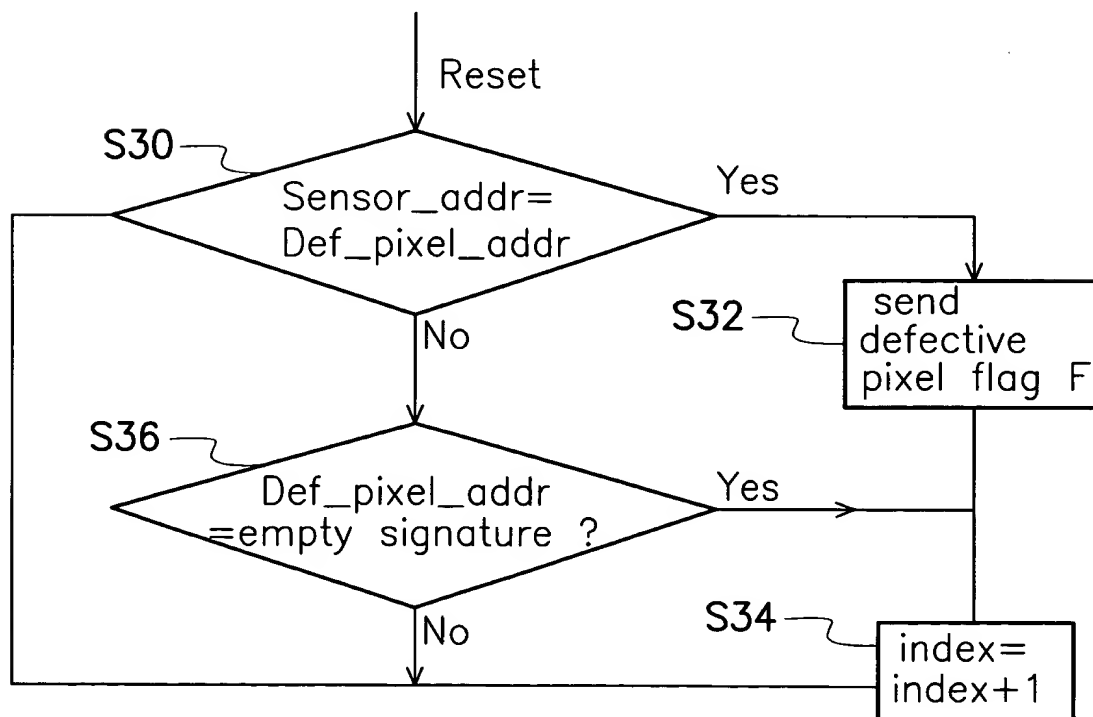 Reset
S30
Sensor_addr=
Def_pixel_addr
Yes
No
S32
send
defective
pixel flag F
S36
Def_pixel_addr
=empty signature ?
Yes
No
S34
index=
index+1